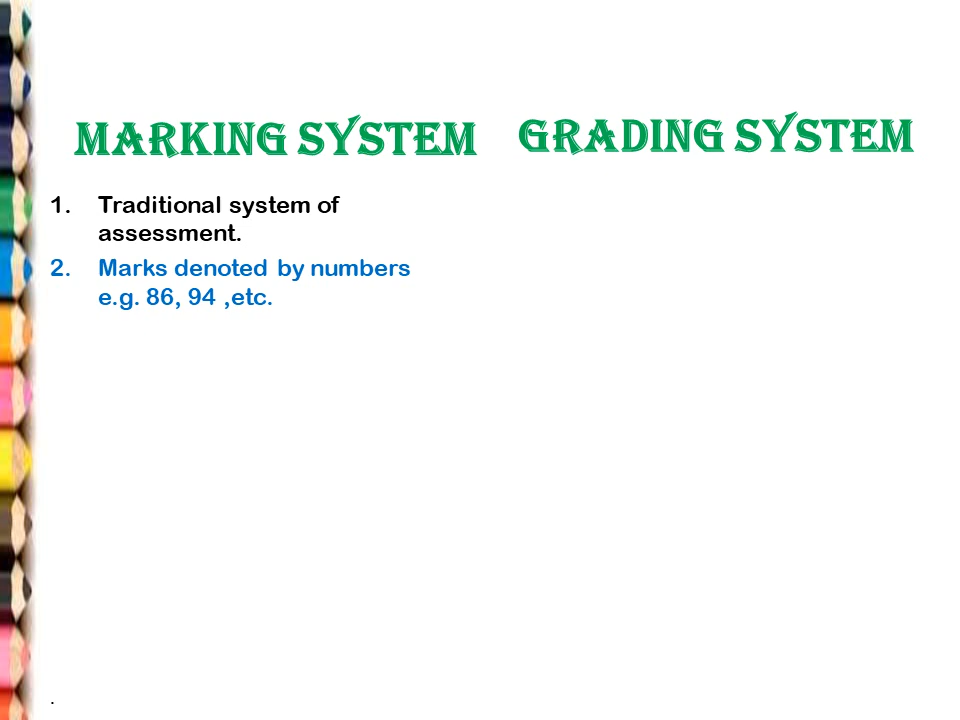 MARKING SYSTEM
GRADING SYSTEM
1. Traditional system of
assessment.
2. Marks denoted by numbers
e.g. 86, 94 ,etc.
.